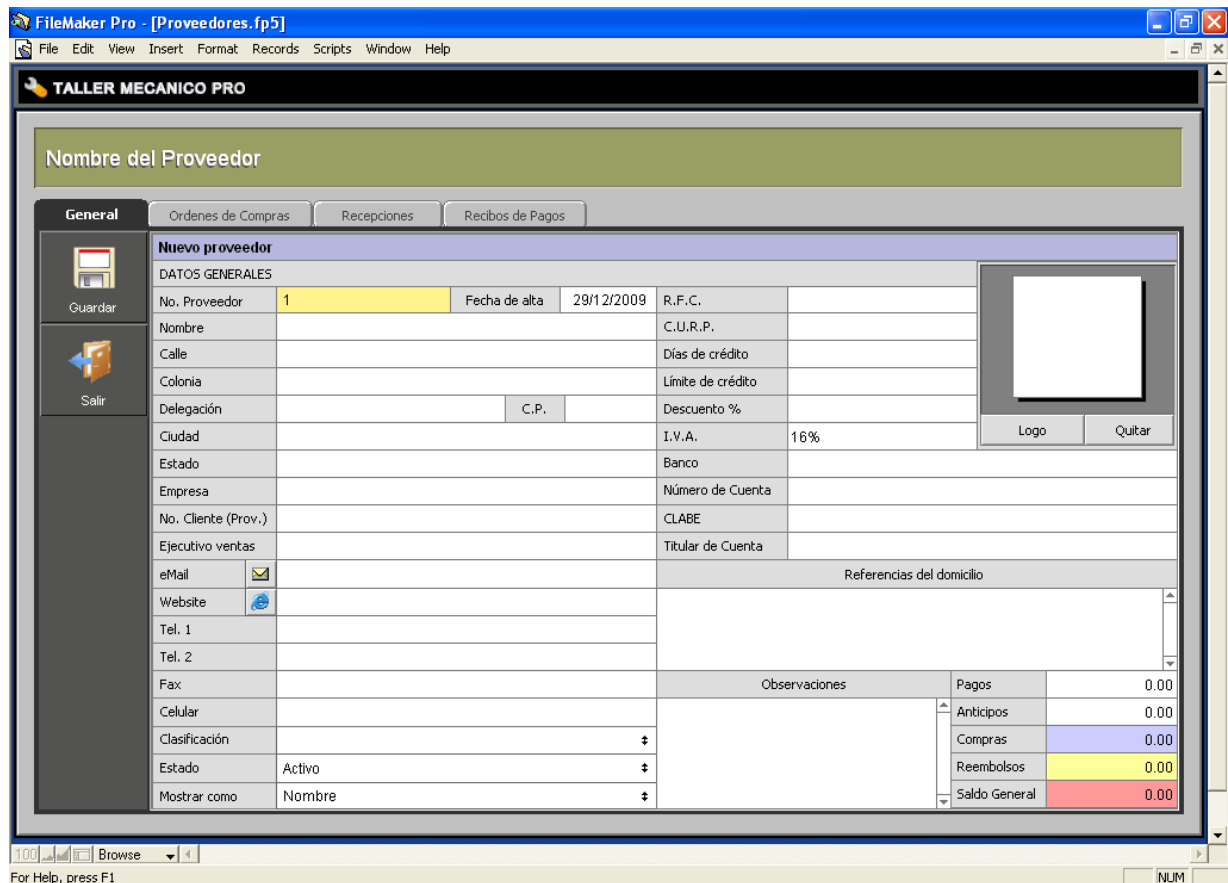 FileMaker Pro - [Proveedores.fp5]
File Edit View Insert Format Records Scripts Window Help
TALLER MECANICO PRO
Nombre del Proveedor
General Ordenes de Compras Recepciones Recibos de Pagos
Guardar
Salir
Nuevo proveedor
DATOS GENERALES
No. Proveedor 1 Fecha de alta 29/12/2009 R.F.C.
Nombre C.U.R.P.
Calle Días de crédito
Colonia Límite de crédito
Delegación C.P. Descuento %
Ciudad I.V.A. 16% Logo Quitar
Estado Banco
Empresa Número de Cuenta
No. Cliente (Prov.) CLABE
Ejecutivo ventas Titular de Cuenta
eMail Referencias del domicilio
Website
Tel. 1
Tel. 2
Fax Observaciones Pagos 0.00
Celular Anticipos 0.00
Clasificación Compras 0.00
Estado Activo Reembolsos 0.00
Mostrar como Nombre Saldo General 0.00
100 Browse
For Help, press F1 NUM